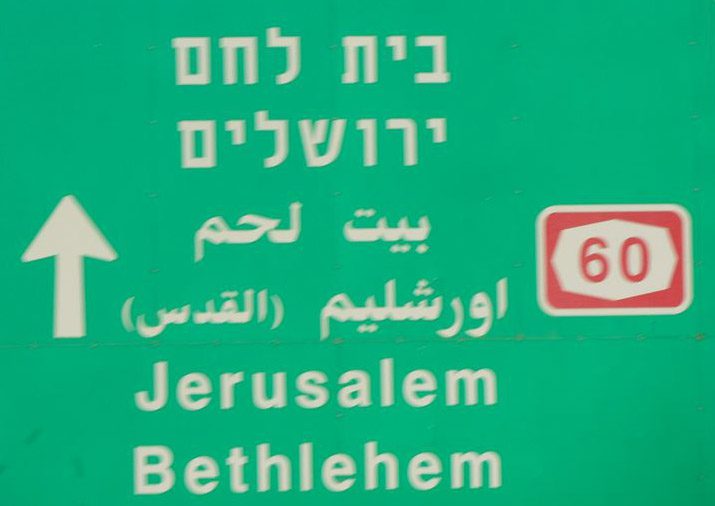 בית לחם
ירושלים
بيت لحم
اورشليم (القدس)
60
Jerusalem
Bethlehem